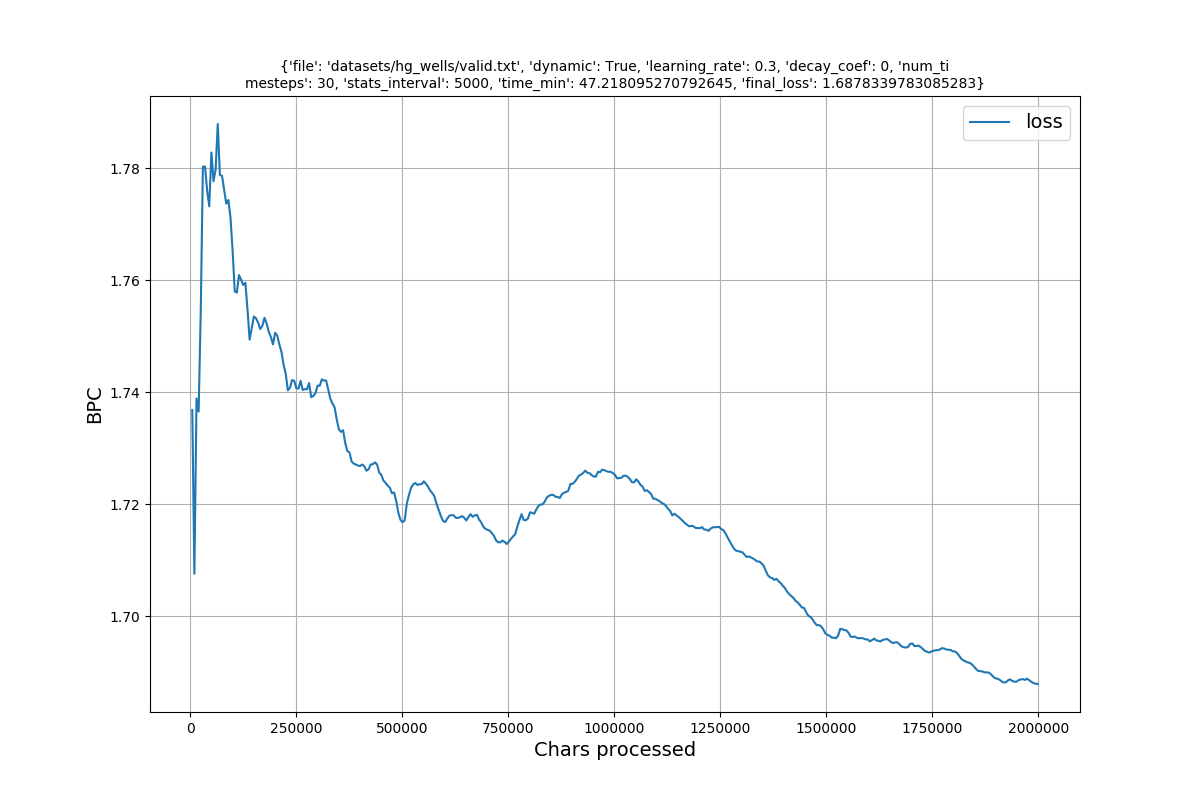 {'file': 'datasets/hg_wells/valid.txt', 'dynamic': True, 'learning_rate': 0.3, 'decay_coef': 0, 'num_ti
mesteps': 30, 'stats_interval': 5000, 'time_min': 47.218095270792645, 'final_loss': 1.6878339783085283}
loss
1.78
1.76
1.74
1.72
1.70
BPC
0 250000 500000 750000 1000000 1250000 1500000 1750000 2000000
Chars processed